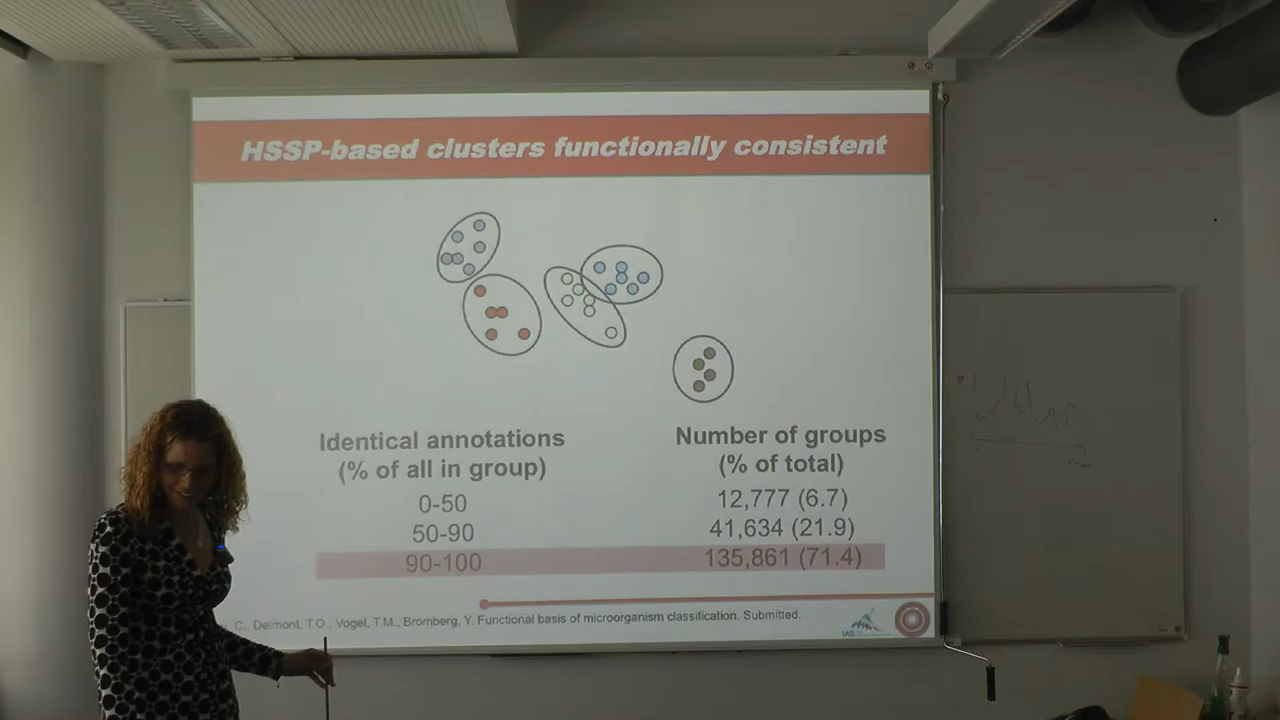 HSSP-based clusters functionally consistent
Identical annotations
(% of all in group)
Number of groups
(% of total)
0-50
12,777 (6.7)
50-90
41,634 (21.9)
90-100
135,861 (71.4)
C., Delmont, T.O., Vogel, T.M., Bromberg, Y. Functional basis of microorganism classification. Submitted.
IAS